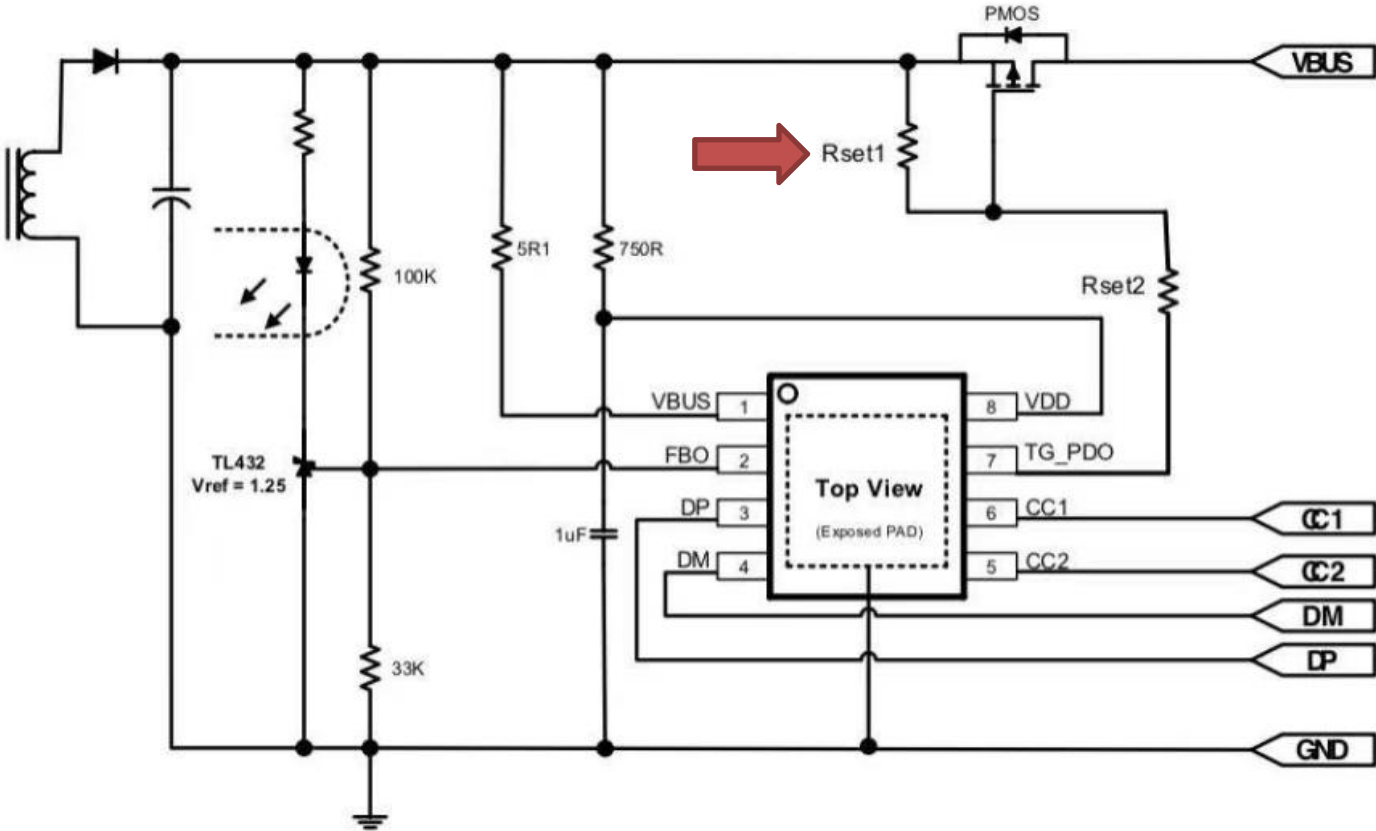 PMOS
VBUS
Rset1
5R1
750R
100K
Rset2
VBUS
1
8
VDD
FBO
2
7
TG_PDO
TL432
Vref = 1.25
Top View
DP
3
6
CC1
CC1
(Exposed PAD)
1uF
DM
4
5
CC2
CC2
DM
DP
33K
GND